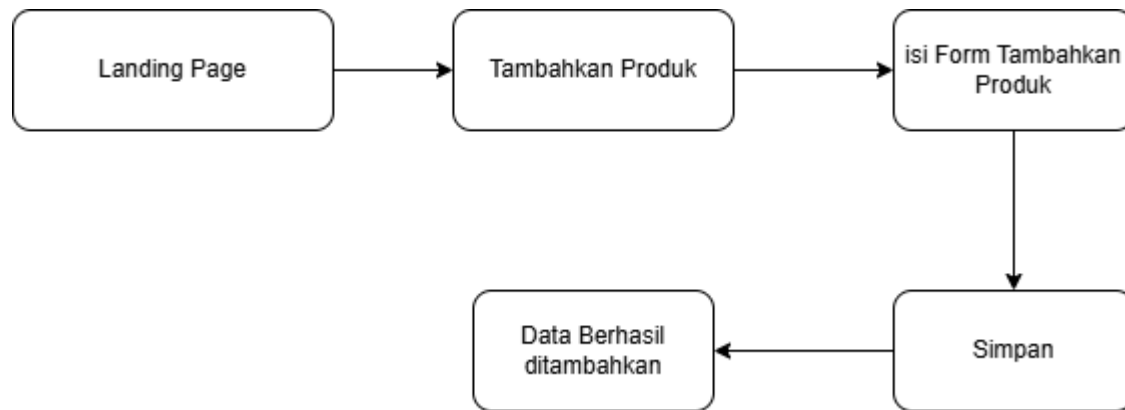 Landing Page
Tambahkan Produk
isi Form Tambahkan
Produk
Data Berhasil
ditambahkan
Simpan